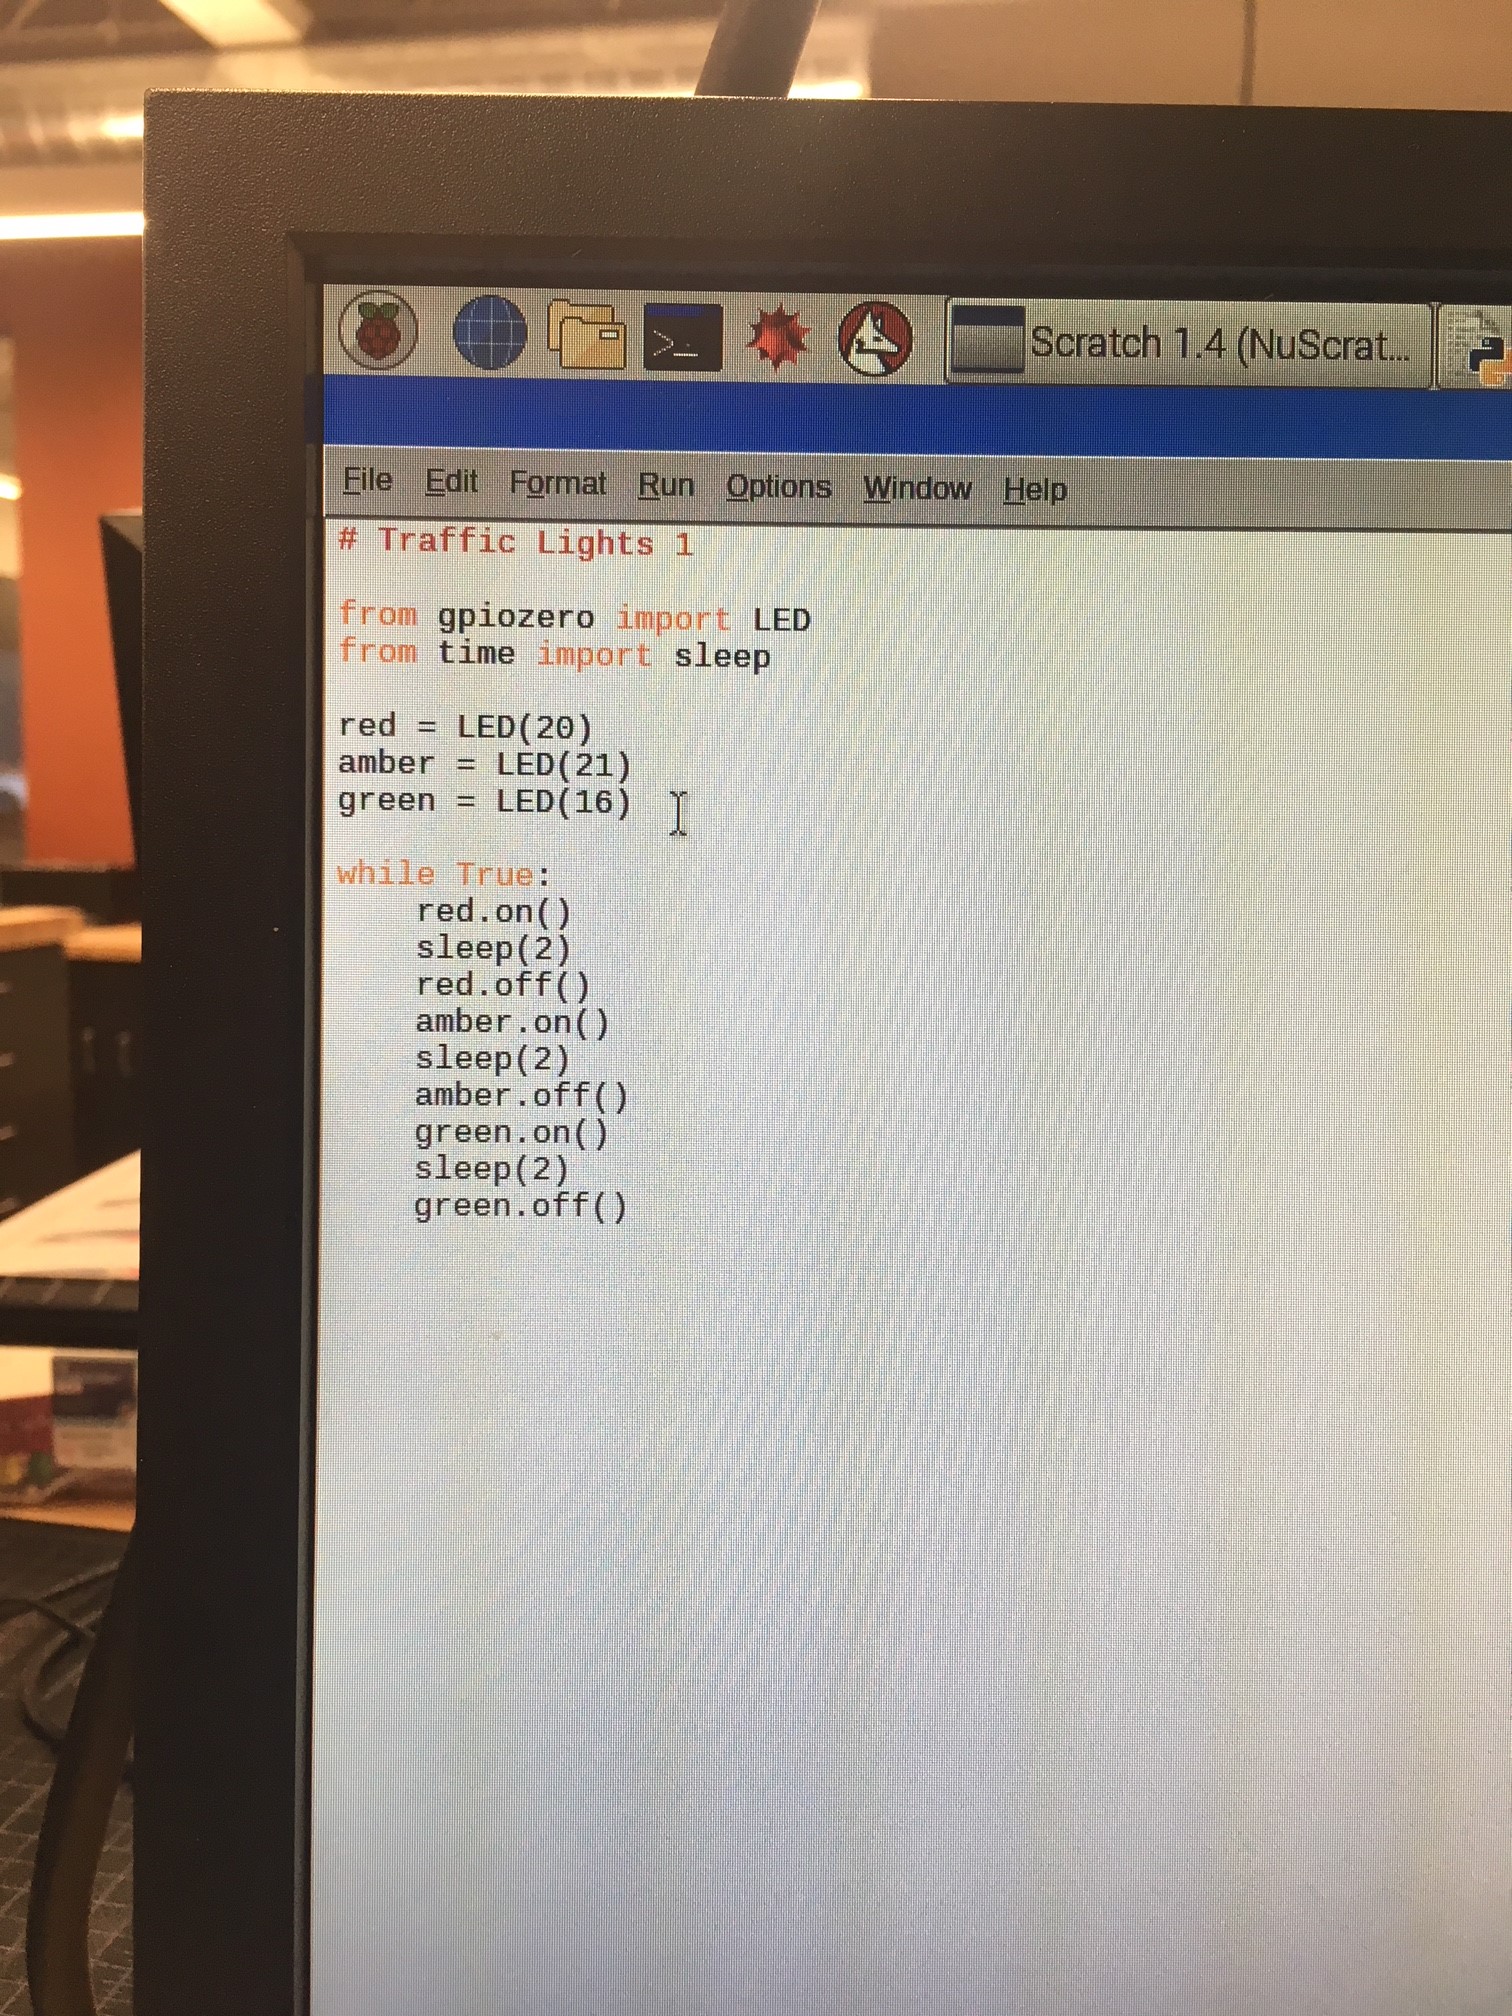 >_ Scratch 1.4 (NuScrat...
File Edit Format Run Options Window Help
# Traffic Lights 1
from gpiozero import LED
from time import sleep
red = LED(20)
amber = LED(21)
green = LED(16)
while True:
    red.on()
    sleep(2)
    red.off()
    amber.on()
    sleep(2)
    amber.off()
    green.on()
    sleep(2)
    green.off()